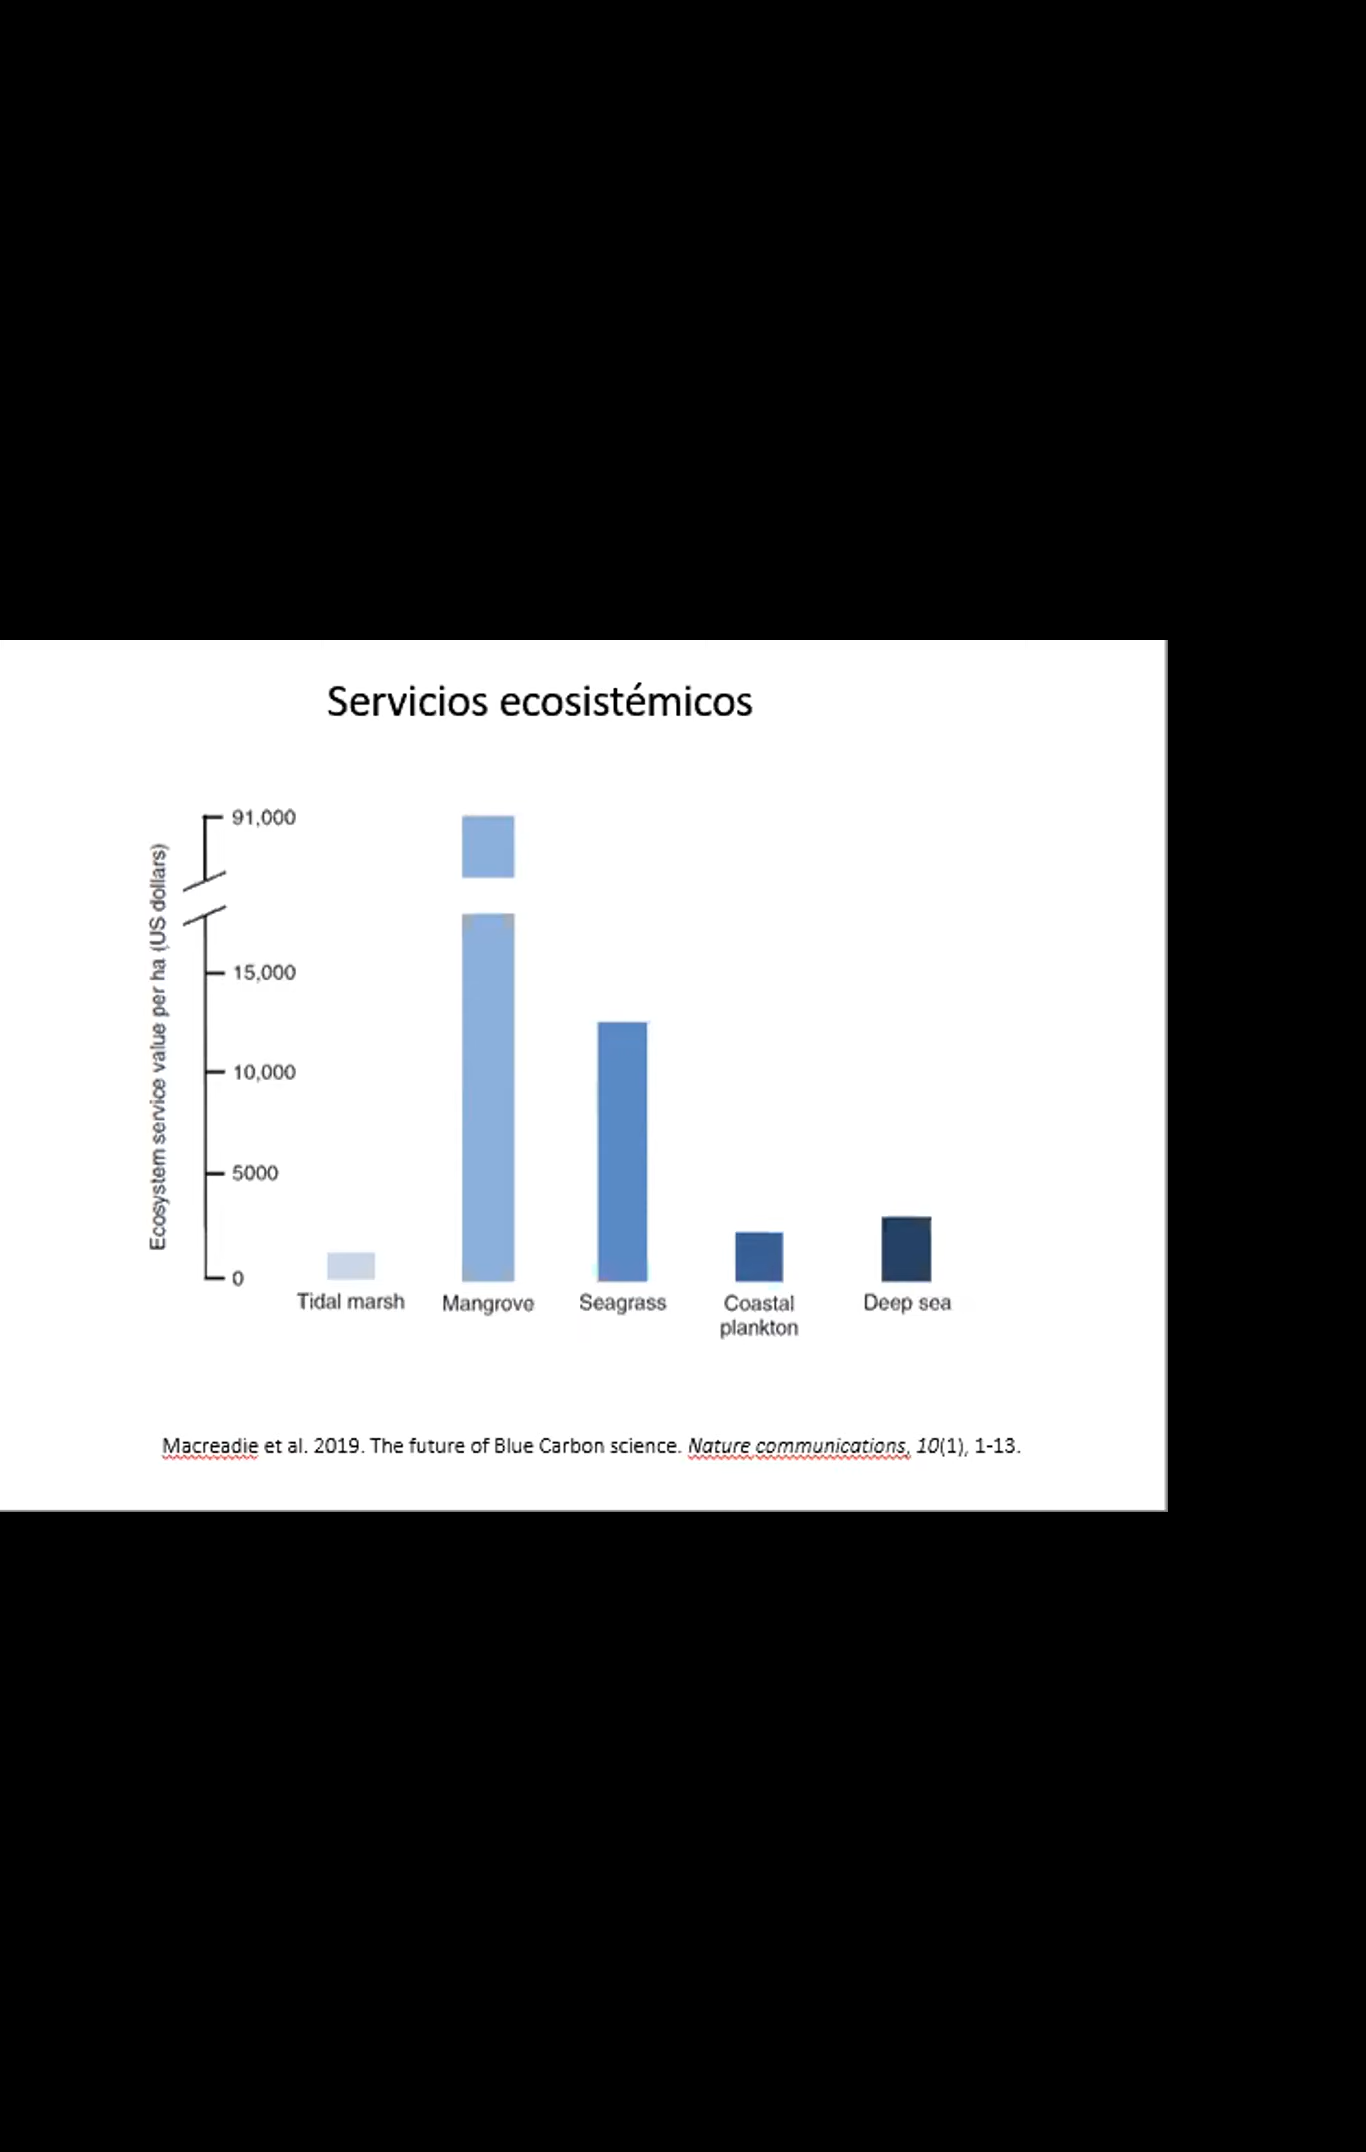 Servicios ecosistémicos
Ecosystem service value per ha (US dollars)
91,000
15,000
10,000
5000
0
Tidal marsh
Mangrove
Seagrass
Coastal
plankton
Deep sea
Macreadie et al. 2019. The future of Blue Carbon science. Nature communications, 10(1), 1-13.